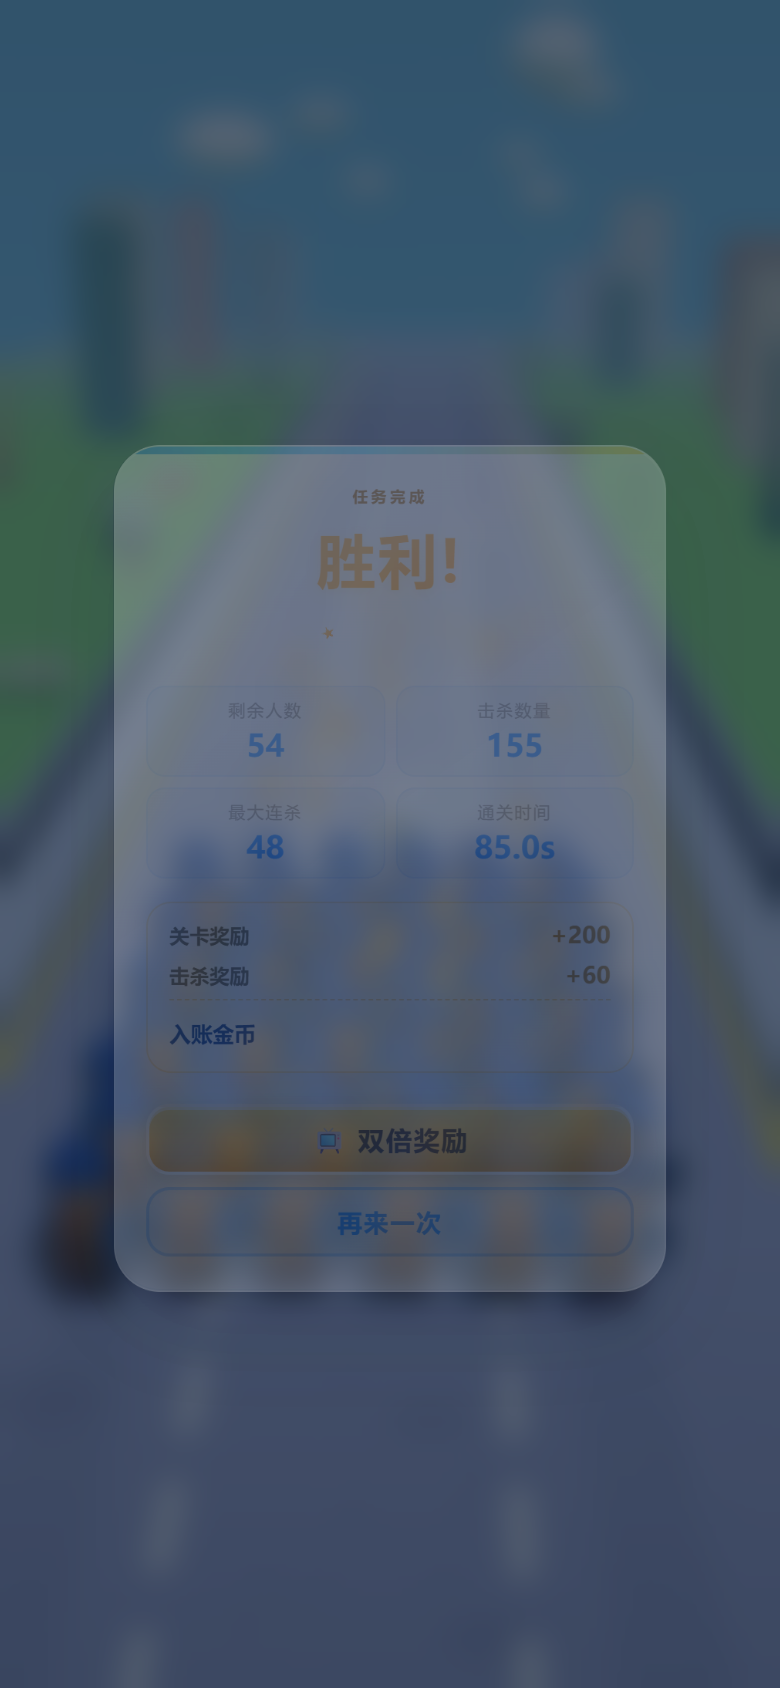 任务完成
胜利!
剩余人数
54
击杀数量
155
最大连杀
48
通关时间
85.0s
关卡奖励 +200
击杀奖励 +60
入账金币
双倍奖励
再来一次